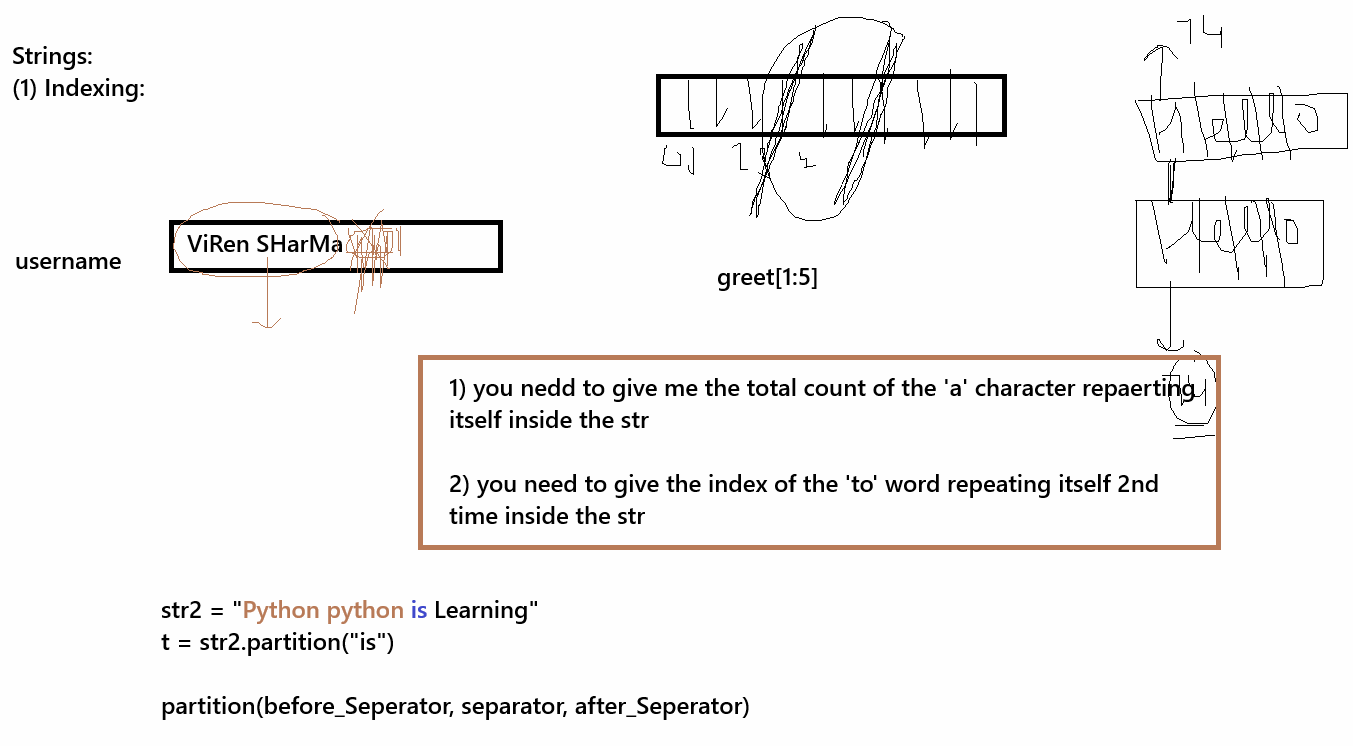 Strings:
(1) Indexing:
14
username
ViRen SHarMa
greet[1:5]
1) you nedd to give me the total count of the 'a' character repaerting
itself inside the str
2) you need to give the index of the 'to' word repeating itself 2nd
time inside the str
str2 = "Python python is Learning"
t = str2.partition("is")
partition(before_Seperator, separator, after_Seperator)